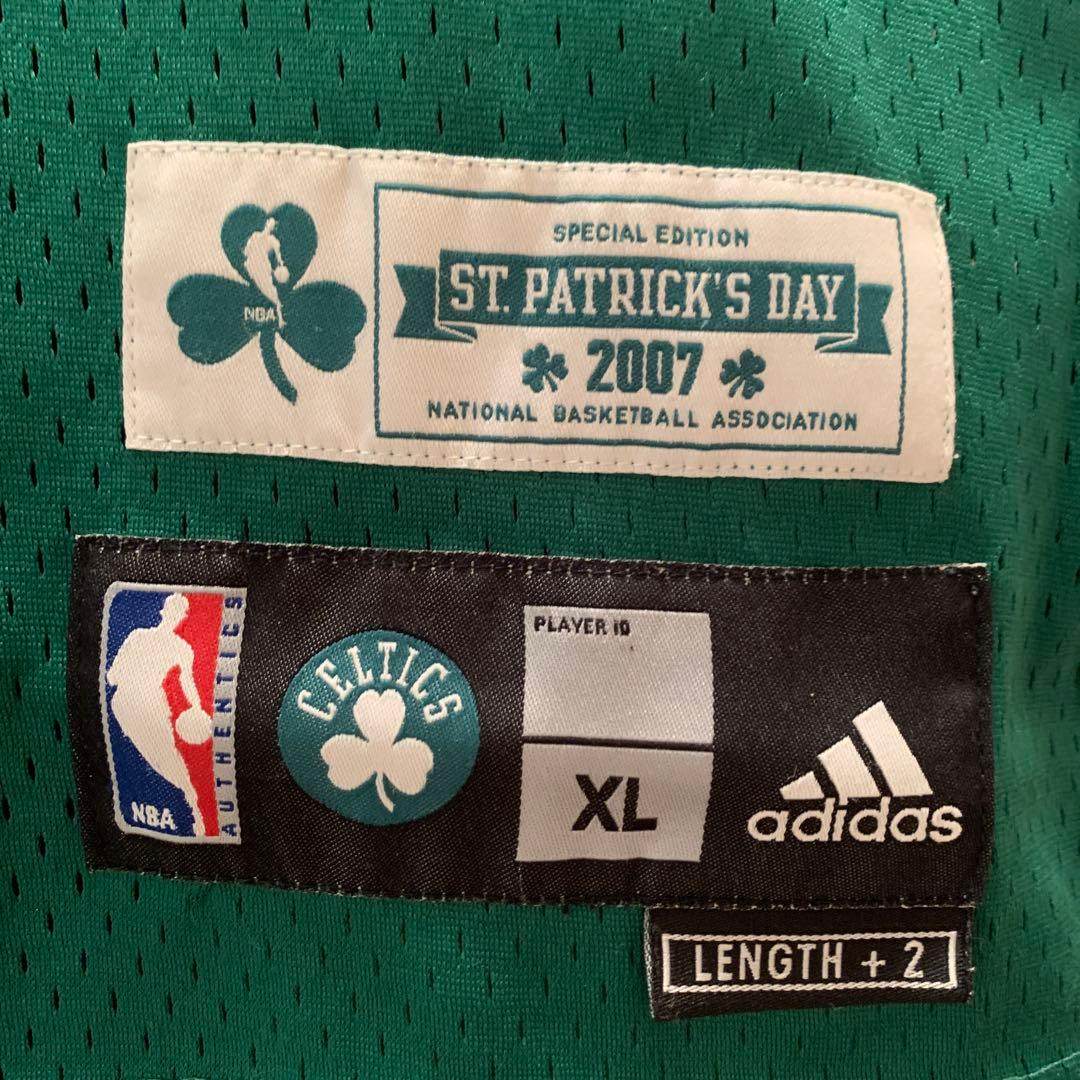 NBA
SPECIAL EDITION
ST. PATRICK'S DAY
2007
NATIONAL BASKETBALL ASSOCIATION
NBA
AUTHENTICS
CELTICS
PLAYER ID
XL
adidas
LENGTH + 2